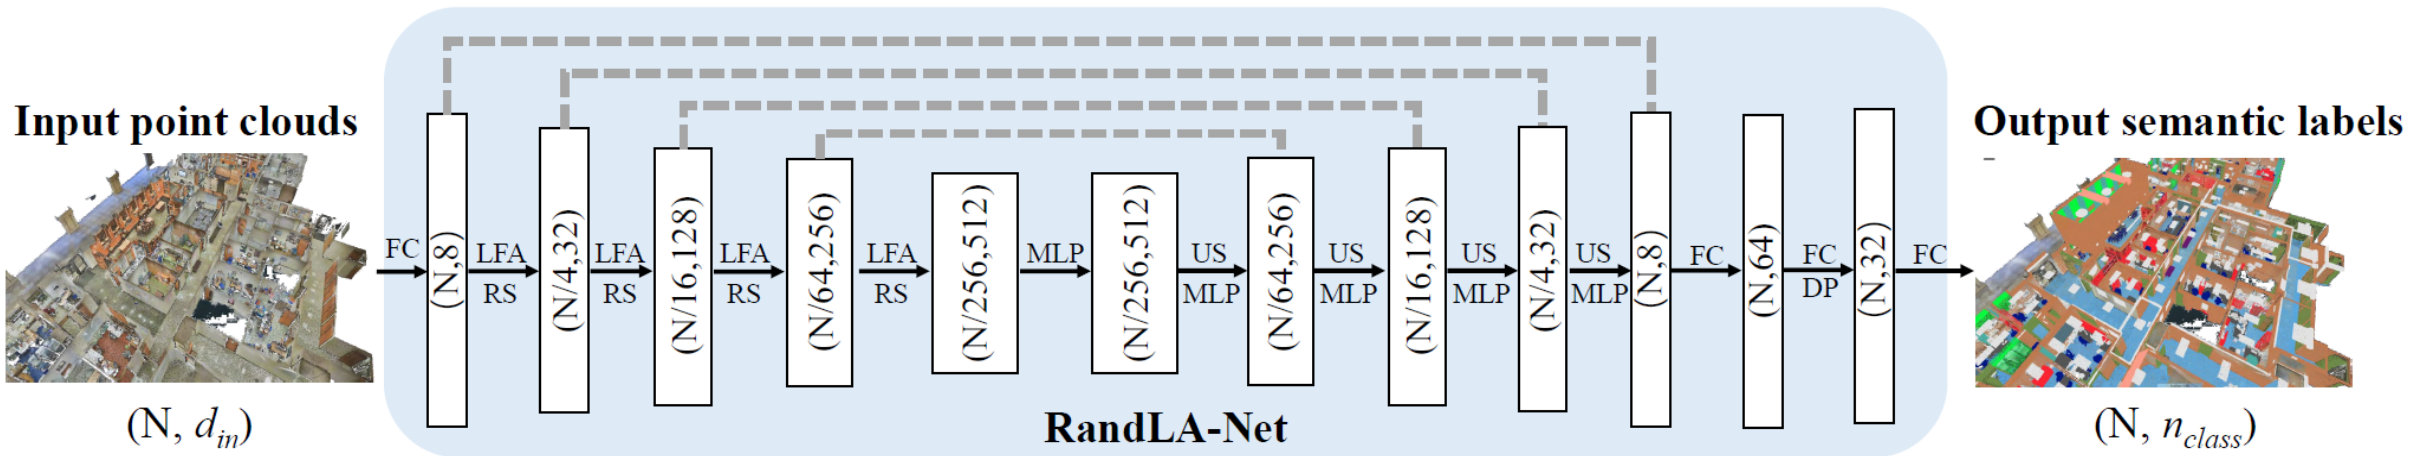 Input point clouds
(N, d_in)
FC
(N,8)
LFA
RS
(N/4,32)
LFA
RS
(N/16,128)
LFA
RS
(N/64,256)
LFA
RS
(N/256,512)
MLP
(N/256,512)
US
MLP
(N/64,256)
US
MLP
(N/16,128)
US
MLP
(N/4,32)
US
MLP
(N,8)
FC
(N,64)
FC
DP
(N,32)
FC
RandLA-Net
Output semantic labels
(N, n_class)